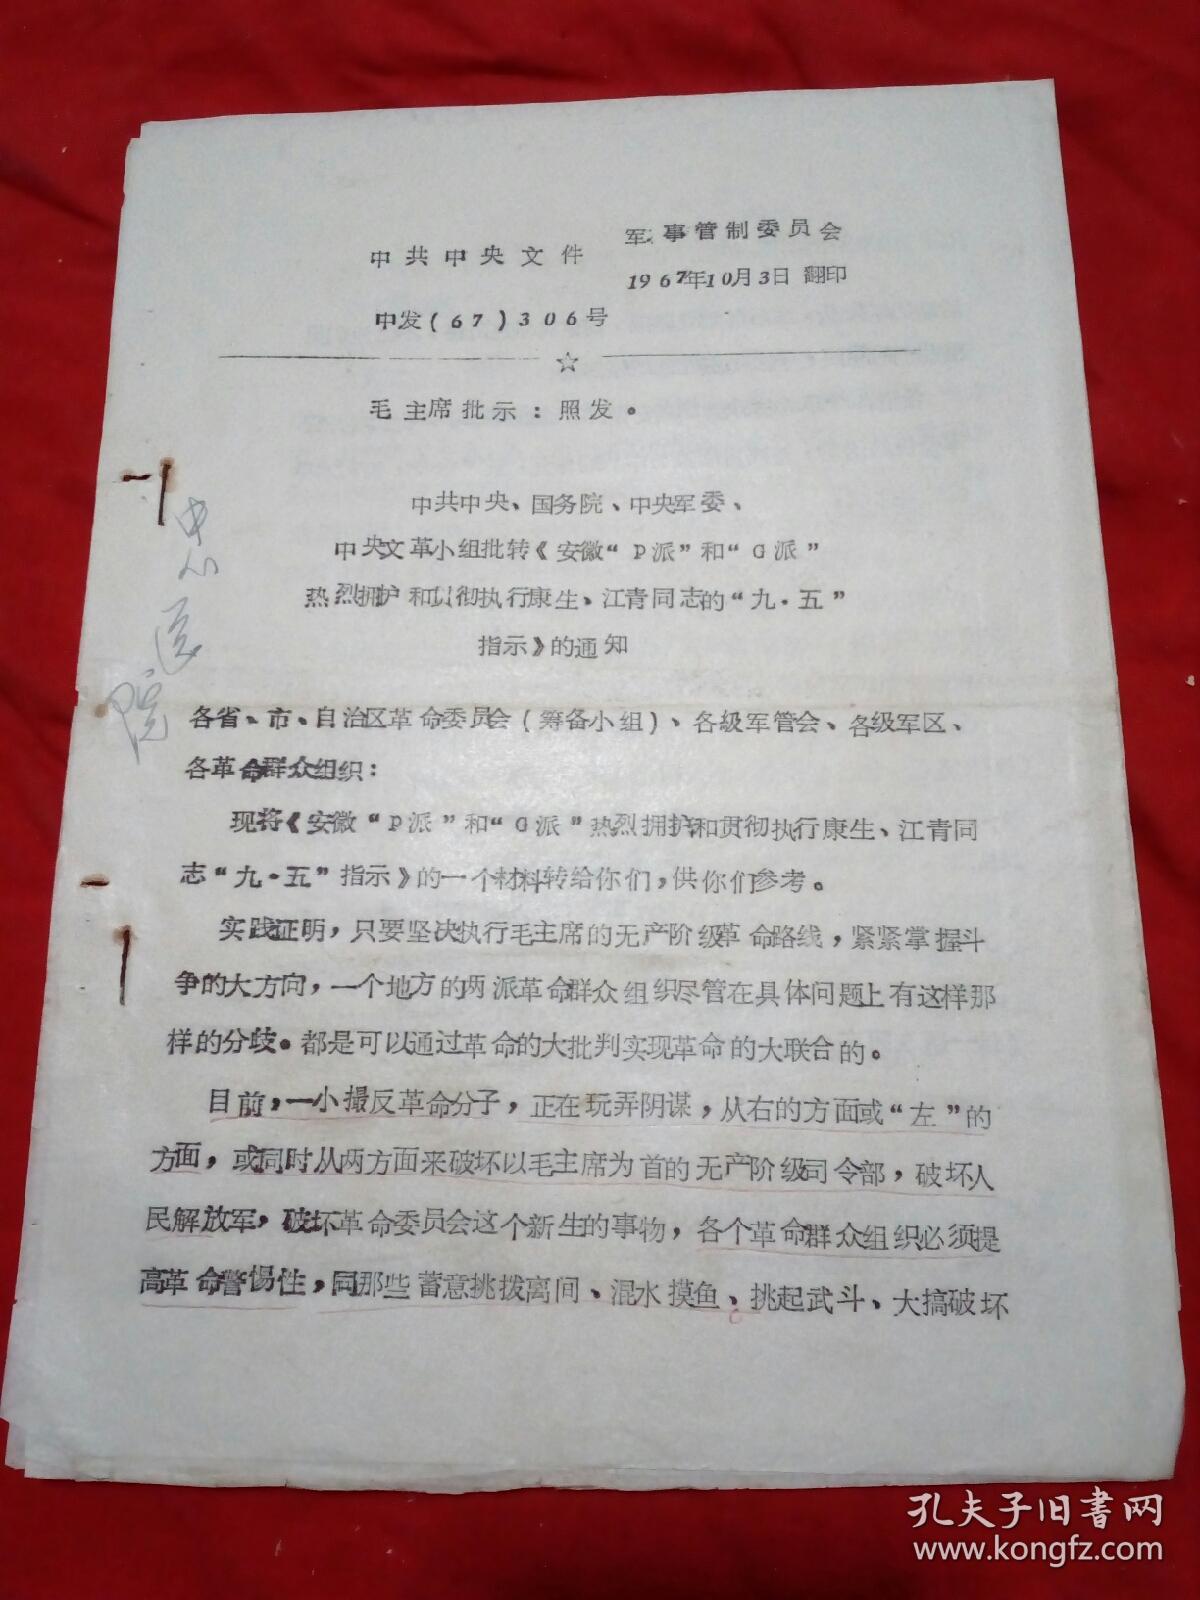 军事管制委员会
中共中央文件
1967年10月3日 翻印
中发(67)306号
☆
毛主席批示:照发。
中共中央、国务院、中央军委、
中央文革小组批转《安徽“P派”和“G派”
热烈拥护和贯彻执行康生、江青同志的“九·五”
指示》的通知
中心医院
各省、市、自治区革命委员会(筹备小组)、各级军管会、各级军区、
各革命群众组织:
现将《安徽“P派”和“G派”热烈拥护和贯彻执行康生、江青同
志“九·五”指示》的一个材料转给你们,供你们参考。
实践证明,只要坚决执行毛主席的无产阶级革命路线,紧紧掌握斗
争的大方向,一个地方的两派革命群众组织尽管在具体问题上有这样那
样的分歧。都是可以通过革命的大批判实现革命的大联合的。
目前,一小撮反革命分子,正在玩弄阴谋,从右的方面或“左”的
方面,或同时从两方面来破坏以毛主席为首的无产阶级司令部,破坏人
民解放军,破坏革命委员会这个新生的事物,各个革命群众组织必须提
高革命警惕性,同那些蓄意挑拨离间、混水摸鱼、挑起武斗、大搞破坏
孔夫子旧书网
www.kongfz.com